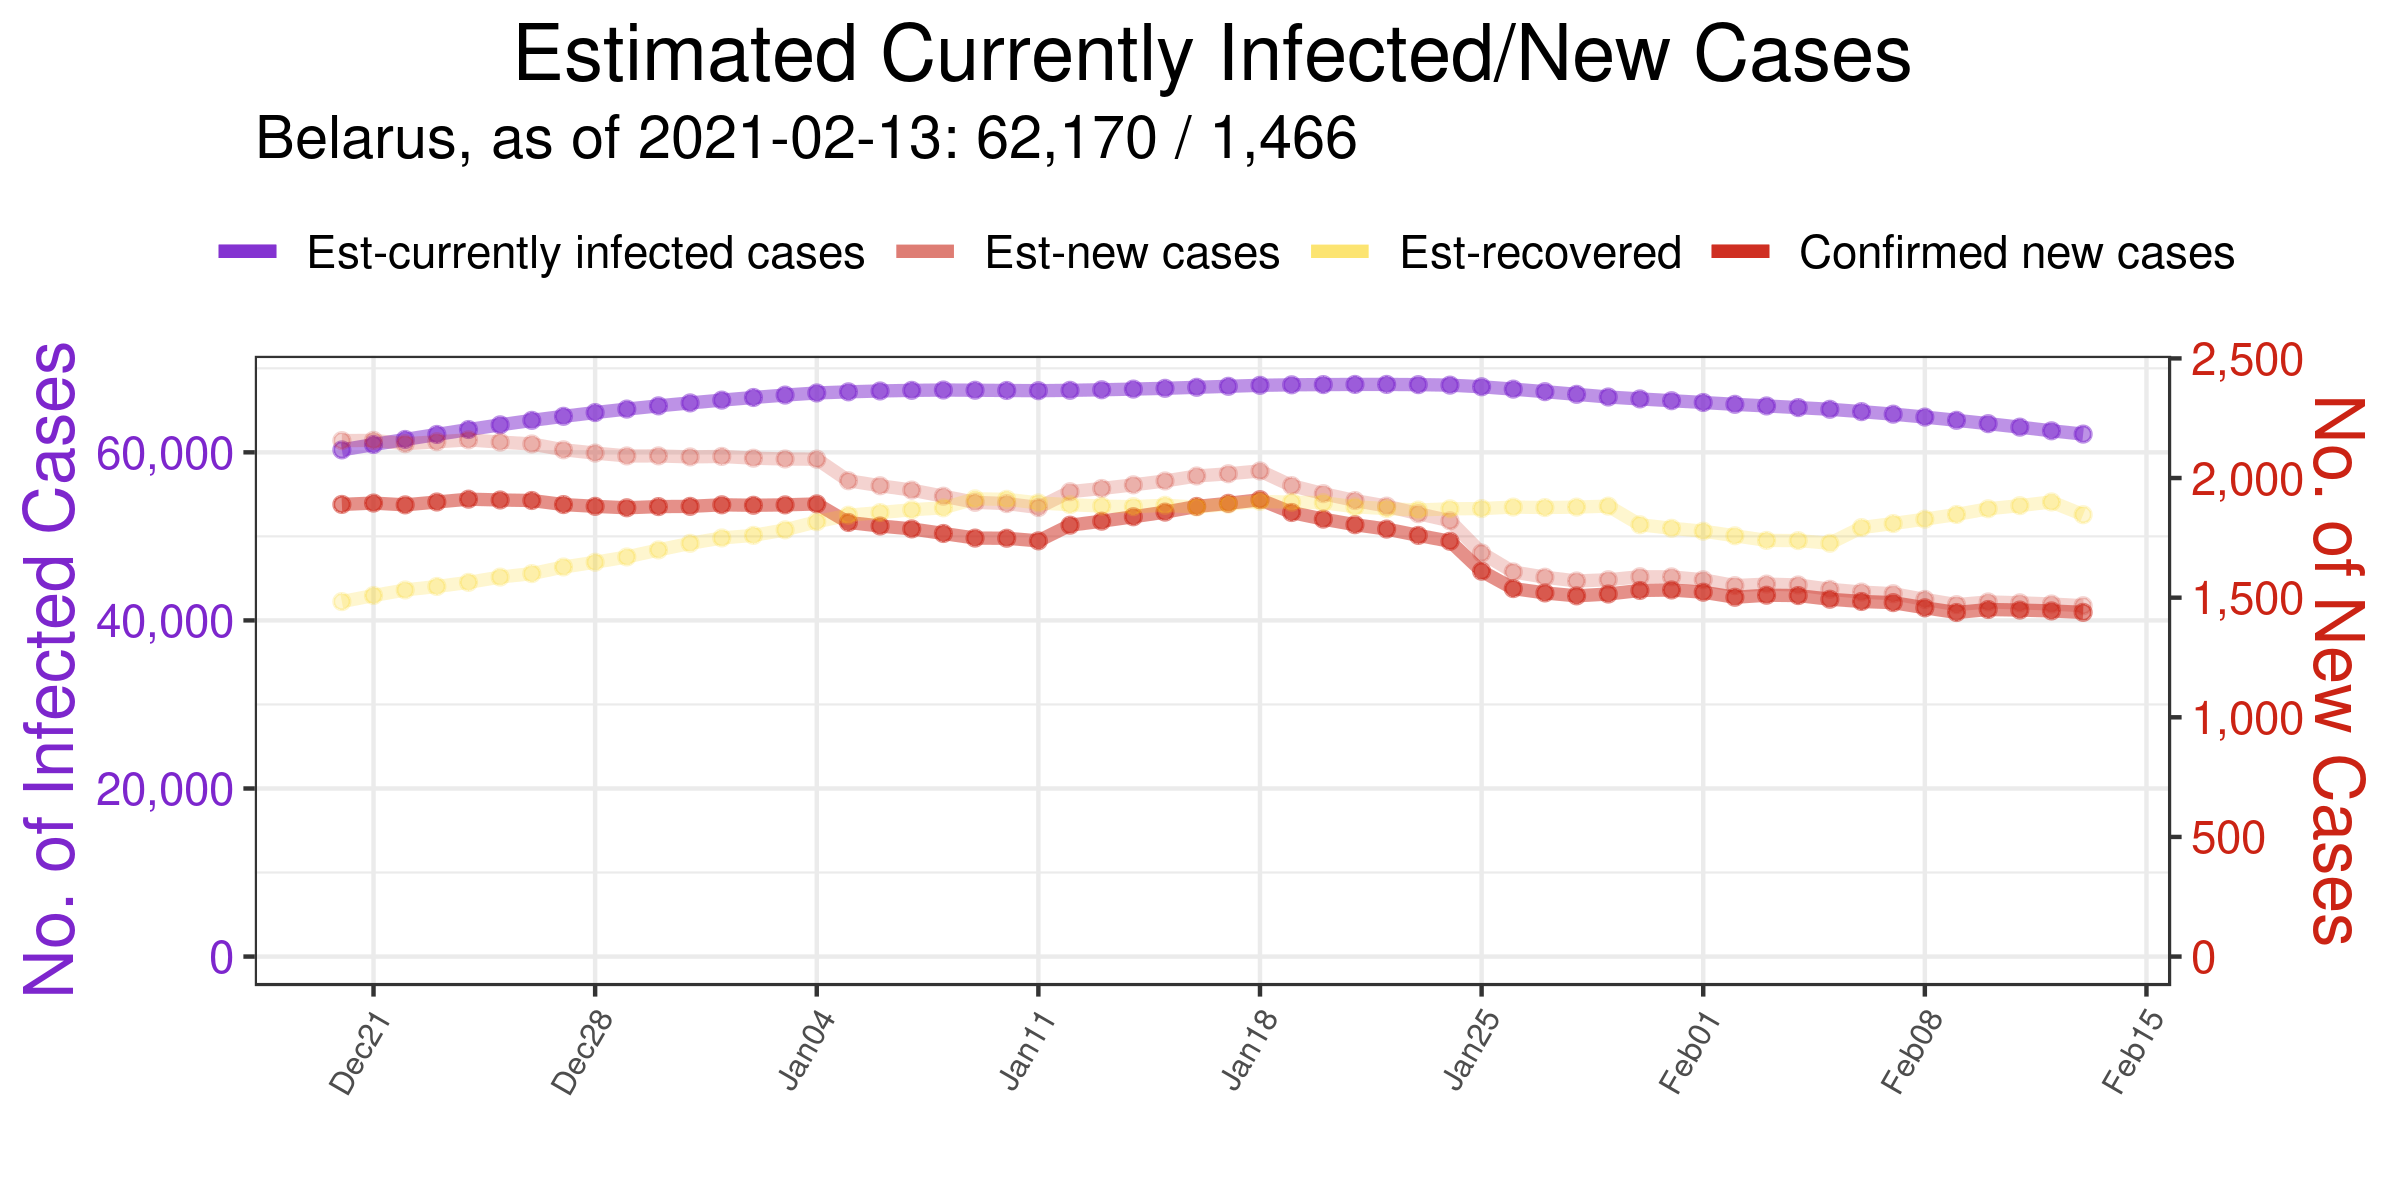 Estimated Currently Infected/New Cases
Belarus, as of 2021-02-13: 62,170 / 1,466
Est-currently infected cases Est-new cases Est-recovered Confirmed new cases
No. of Infected Cases
60,000
40,000
20,000
0
2,500
2,000
1,500
1,000
500
0
No. of New Cases
Dec21 Dec28 Jan04 Jan11 Jan18 Jan25 Feb01 Feb08 Feb15